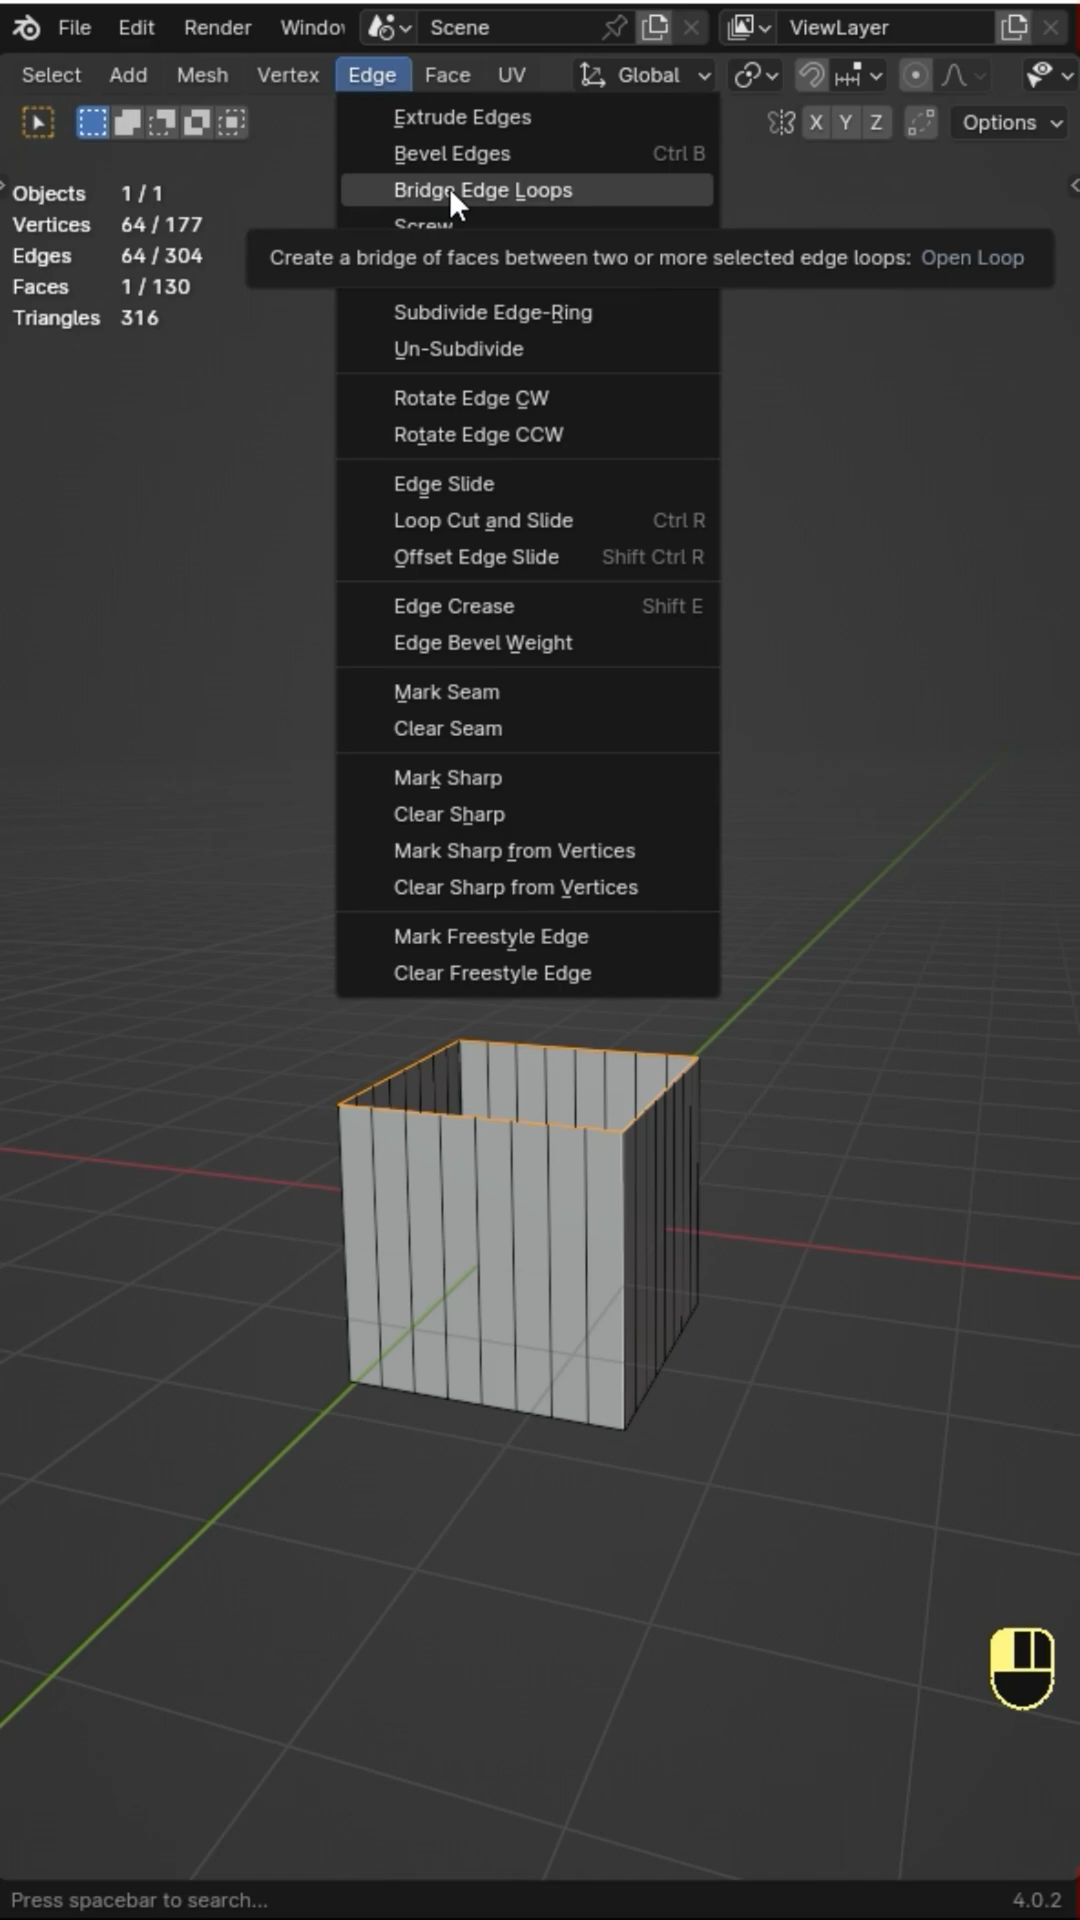 File Edit Render Window Scene ViewLayer
Select Add Mesh Vertex Edge Face UV Global
X Y Z Options
Objects 1 / 1
Vertices 64 / 177
Edges 64 / 304
Faces 1 / 130
Triangles 316
Extrude Edges
Bevel Edges Ctrl B
Bridge Edge Loops
Screw
Create a bridge of faces between two or more selected edge loops: Open Loop
Subdivide Edge-Ring
Un-Subdivide
Rotate Edge CW
Rotate Edge CCW
Edge Slide
Loop Cut and Slide Ctrl R
Offset Edge Slide Shift Ctrl R
Edge Crease Shift E
Edge Bevel Weight
Mark Seam
Clear Seam
Mark Sharp
Clear Sharp
Mark Sharp from Vertices
Clear Sharp from Vertices
Mark Freestyle Edge
Clear Freestyle Edge
Press spacebar to search... 4.0.2